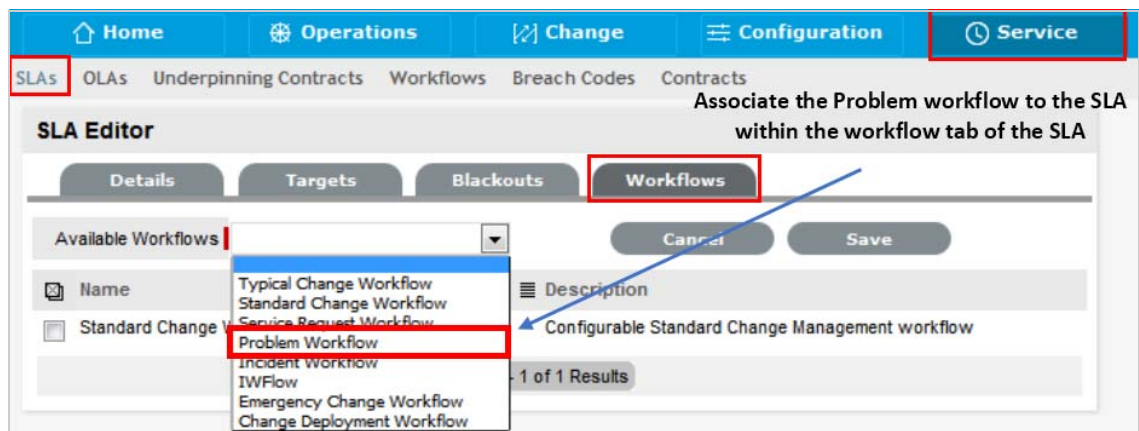 Home Operations Change Configuration Service
SLAs OLAs Underpinning Contracts Workflows Breach Codes Contracts
Associate the Problem workflow to the SLA
within the workflow tab of the SLA
SLA Editor
Details Targets Blackouts Workflows
Available Workflows
Cancel Save
Name Description
Typical Change Workflow
Standard Change Workflow
Service Request Workflow
Problem Workflow
Incident Workflow
IWFlow
Emergency Change Workflow
Change Deployment Workflow
Standard Change Configurable Standard Change Management workflow
1 of 1 Results